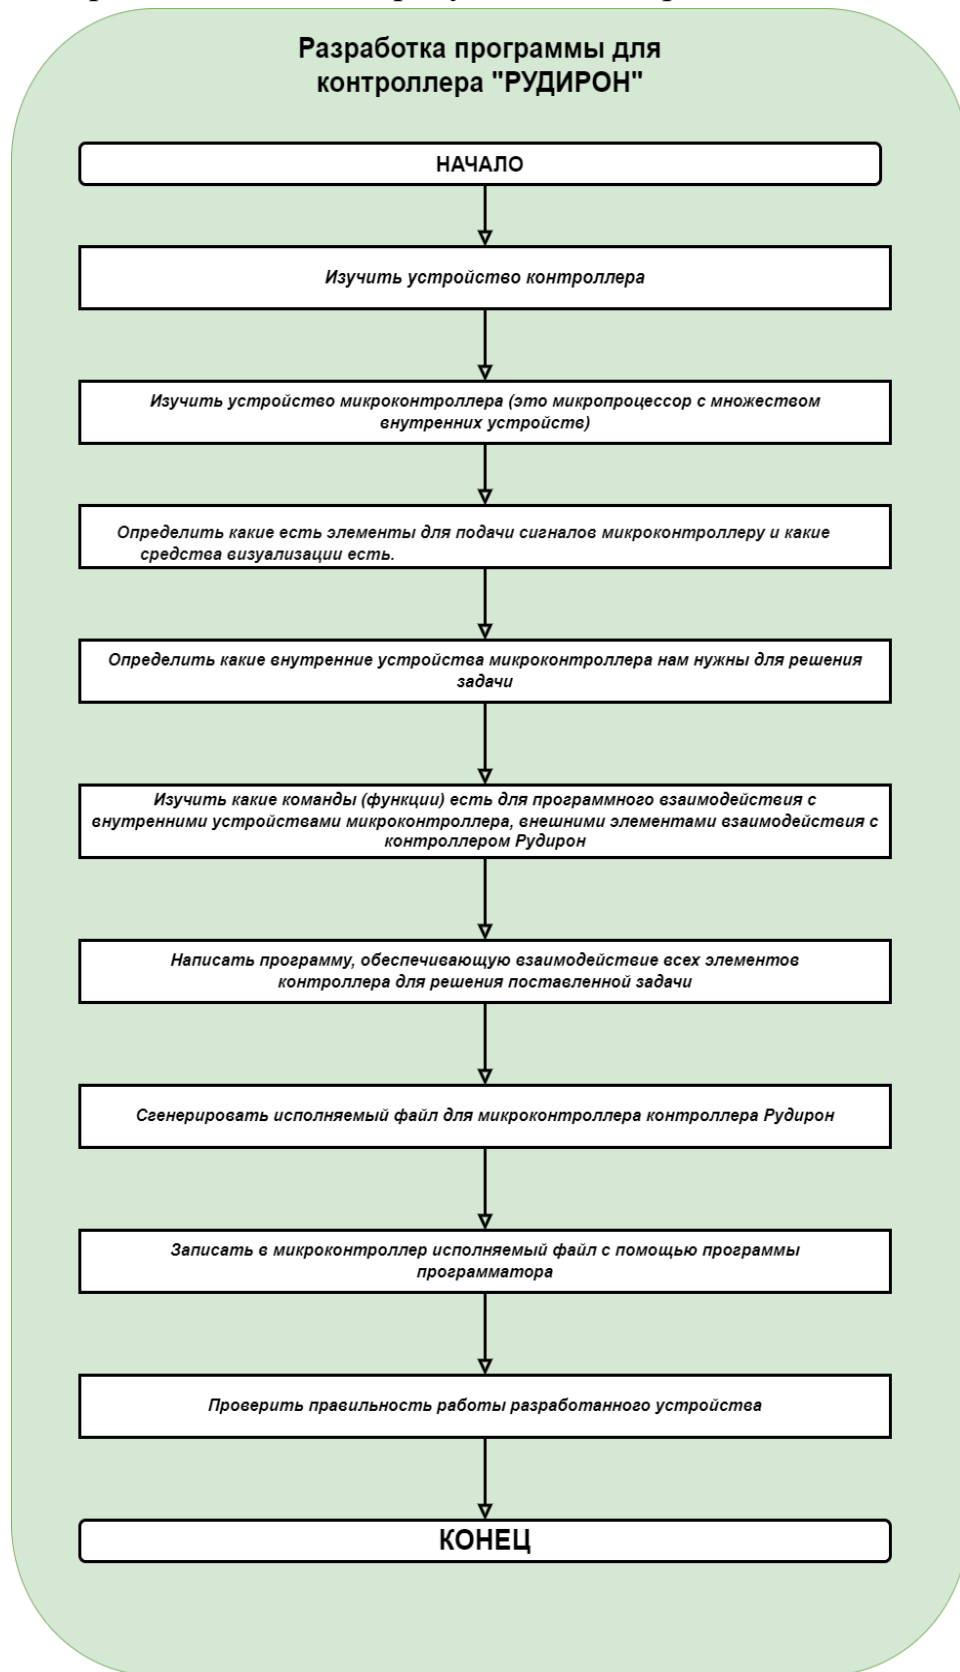 Разработка программы для
контроллера "РУДИРОН"
НАЧАЛО
Изучить устройство контроллера
Изучить устройство микроконтроллера (это микропроцессор с множеством
внутренних устройств)
Определить какие есть элементы для подачи сигналов микроконтроллеру и какие
средства визуализации есть.
Определить какие внутренние устройства микроконтроллера нам нужны для решения
задачи
Изучить какие команды (функции) есть для программного взаимодействия с
внутренними устройствами микроконтроллера, внешними элементами взаимодействия с
контроллером Рудирон
Написать программу, обеспечивающую взаимодействие всех элементов
контроллера для решения поставленной задачи
Сгенерировать исполняемый файл для микроконтроллера контроллера Рудирон
Записать в микроконтроллер исполняемый файл с помощью программы
программатора
Проверить правильность работы разработанного устройства
КОНЕЦ